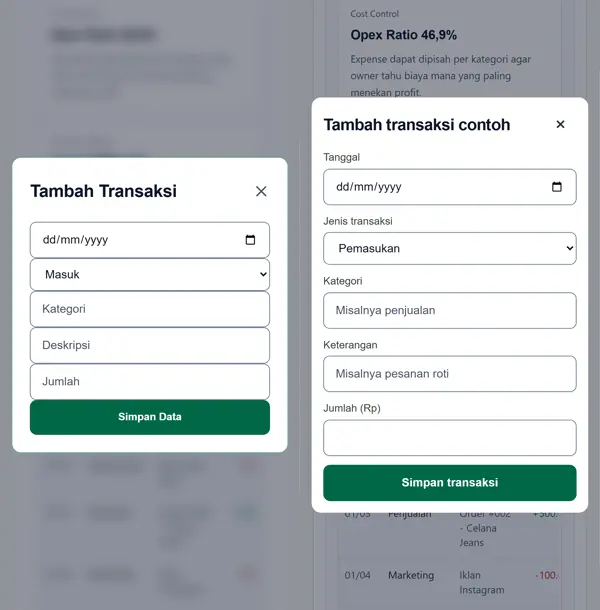 Tambah Transaksi
dd/mm/yyyy
Masuk
Kategori
Deskripsi
Jumlah
Simpan Data
Cost Control
Opex Ratio 46,9%
Expense dapat dipisah per kategori agar
owner tahu biaya mana yang paling
menekan profit.
Tambah transaksi contoh
Tanggal
dd/mm/yyyy
Jenis transaksi
Pemasukan
Kategori
Misalnya penjualan
Keterangan
Misalnya pesanan roti
Jumlah (Rp)
Simpan transaksi
01/03 Penjualan Order #002 +500.
- Celana
Jeans
01/04 Marketing Iklan -100.
Instagram